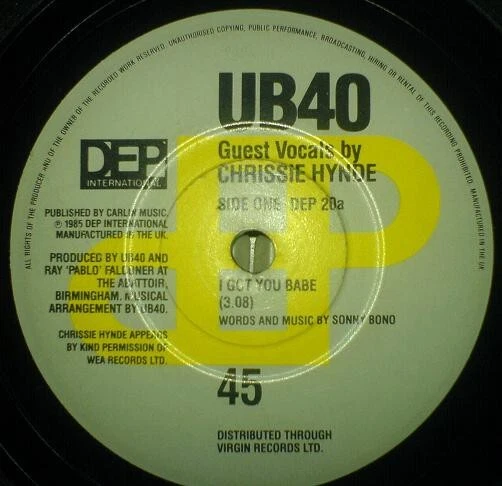 ALL RIGHTS OF THE PRODUCER AND OF THE OWNER OF THE RECORDED WORK RESERVED. UNAUTHORISED COPYING, PUBLIC PERFORMANCE, BROADCASTING, HIRING OR RENTAL OF THIS RECORDING PROHIBITED. MANUFACTURED IN THE UK
UB40
Guest Vocals by
CHRISSIE HYNDE
SIDE ONE DEP 20a
DEP
INTERNATIONAL
PUBLISHED BY CARLIN MUSIC.
℗ 1985 DEP INTERNATIONAL
MANUFACTURED IN THE UK.
PRODUCED BY UB40 AND
RAY 'PABLO' FALCONER AT
THE ABATTOIR,
BIRMINGHAM. MUSICAL
ARRANGEMENT BY UB40.
CHRISSIE HYNDE APPEARS
BY KIND PERMISSION OF
WEA RECORDS LTD.
I GOT YOU BABE
(3.08)
WORDS AND MUSIC BY SONNY BONO
45
DISTRIBUTED THROUGH
VIRGIN RECORDS LTD.